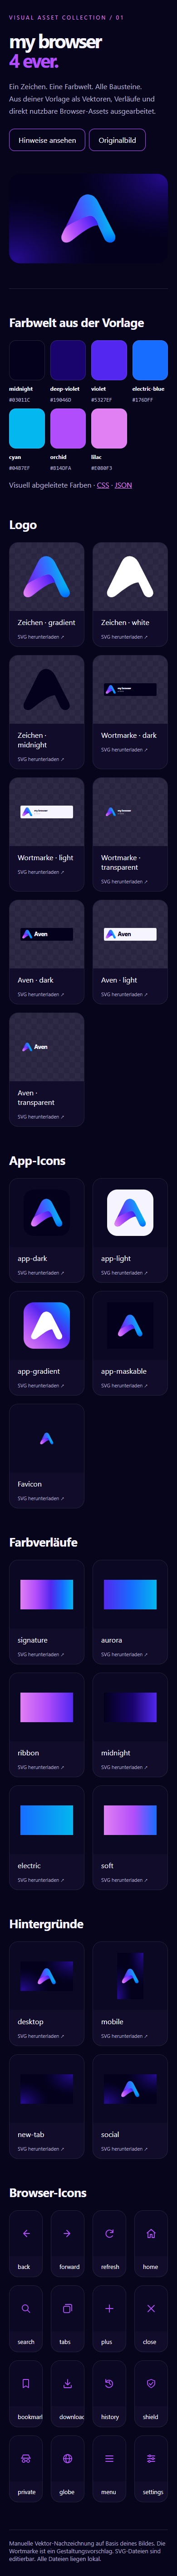 VISUAL ASSET COLLECTION / 01
my browser
4 ever.
Ein Zeichen. Eine Farbwelt. Alle Bausteine.
Aus deiner Vorlage als Vektoren, Verläufe und
direkt nutzbare Browser-Assets ausgearbeitet.
Hinweise ansehen
Originalbild
Farbwelt aus der Vorlage
midnight deep-violet violet electric-blue
#03011C #19046D #5327EF #176DFF
cyan orchid lilac
#04B7EF #B14DFA #E080F3
Visuell abgeleitete Farben · CSS · JSON
Logo
Zeichen · gradient
SVG herunterladen ↗
Zeichen · white
SVG herunterladen ↗
Zeichen ·
midnight
SVG herunterladen ↗
my browser
Wortmarke · dark
SVG herunterladen ↗
Wortmarke · light
SVG herunterladen ↗
my browser
Wortmarke ·
transparent
SVG herunterladen ↗
Aven
Aven · dark
SVG herunterladen ↗
Aven
Aven · light
SVG herunterladen ↗
Aven
Aven ·
transparent
SVG herunterladen ↗
App-Icons
app-dark
SVG herunterladen ↗
app-light
SVG herunterladen ↗
app-gradient
SVG herunterladen ↗
app-maskable
SVG herunterladen ↗
Favicon
SVG herunterladen ↗
Farbverläufe
signature
SVG herunterladen ↗
aurora
SVG herunterladen ↗
ribbon
SVG herunterladen ↗
midnight
SVG herunterladen ↗
electric
SVG herunterladen ↗
soft
SVG herunterladen ↗
Hintergründe
desktop
SVG herunterladen ↗
mobile
SVG herunterladen ↗
new-tab
SVG herunterladen ↗
social
SVG herunterladen ↗
Browser-Icons
back forward refresh home
search tabs plus close
bookmark download history shield
private globe menu settings
Manuelle Vektor-Nachzeichnung auf Basis deines Bildes. Die
Wortmarke ist ein Gestaltungsvorschlag. SVG-Dateien sind
editierbar. Alle Dateien liegen lokal.